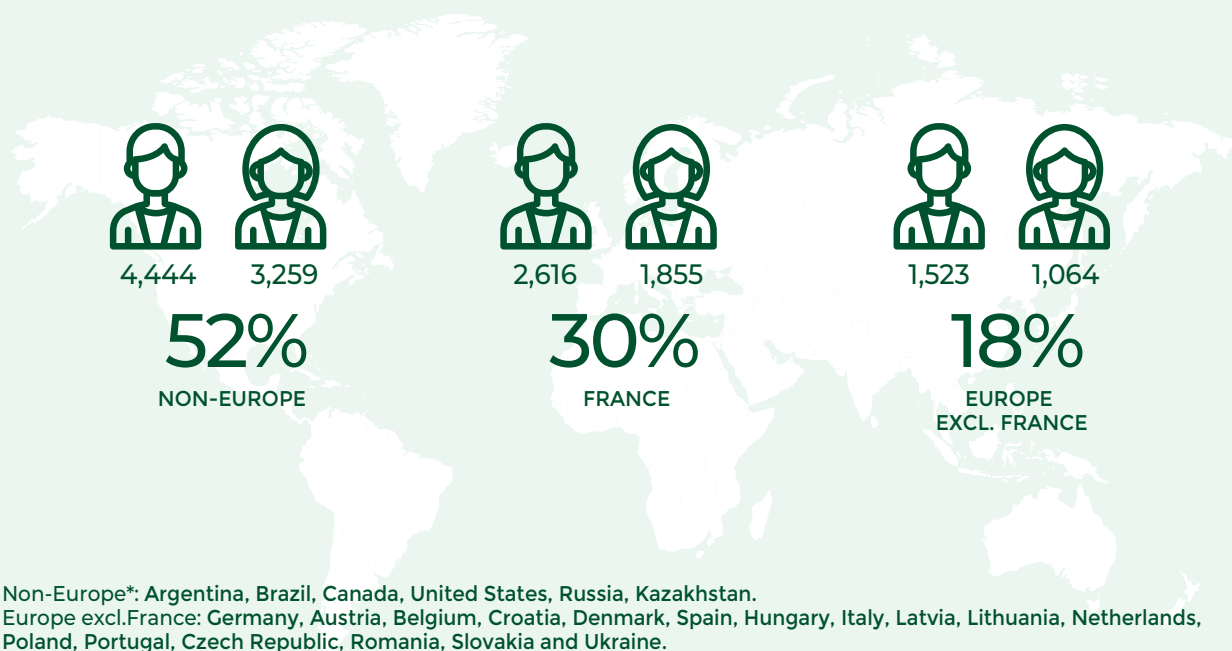 4,444 3,259
52%
NON-EUROPE
2,616 1,855
30%
FRANCE
1,523 1,064
18%
EUROPE
EXCL. FRANCE
Non-Europe*: Argentina, Brazil, Canada, United States, Russia, Kazakhstan.
Europe excl.France: Germany, Austria, Belgium, Croatia, Denmark, Spain, Hungary, Italy, Latvia, Lithuania, Netherlands,
Poland, Portugal, Czech Republic, Romania, Slovakia and Ukraine.